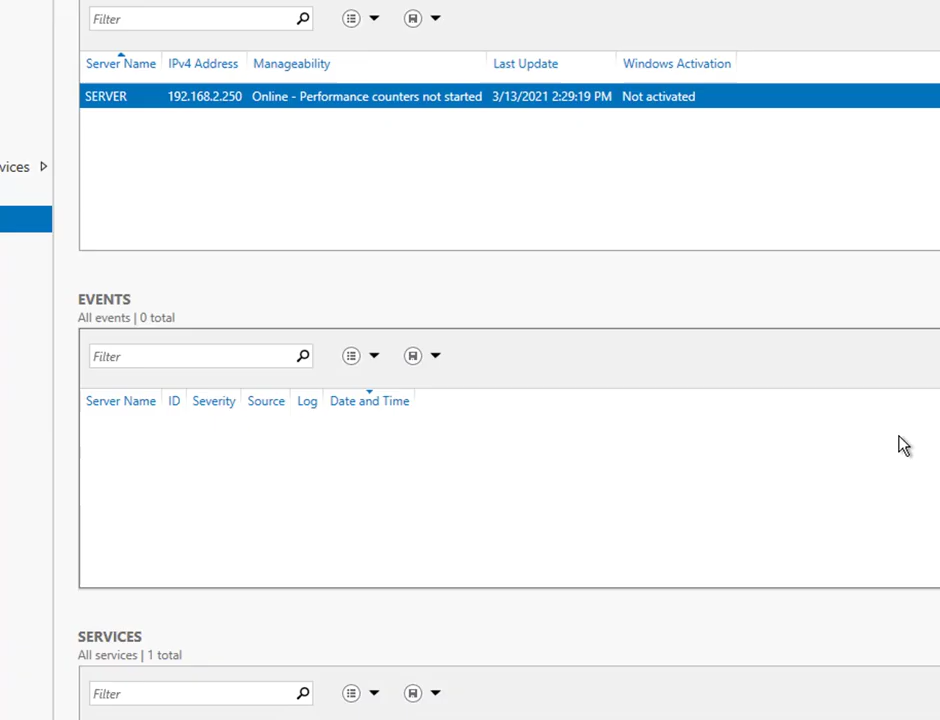 Filter
Server Name IPv4 Address Manageability Last Update Windows Activation
SERVER 192.168.2.250 Online - Performance counters not started 3/13/2021 2:29:19 PM Not activated
vices
EVENTS
All events | 0 total
Filter
Server Name ID Severity Source Log Date and Time
SERVICES
All services | 1 total
Filter